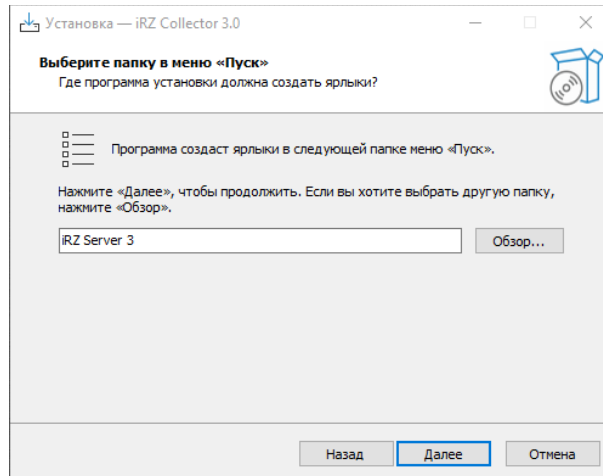 Установка — iRZ Collector 3.0
Выберите папку в меню «Пуск»
Где программа установки должна создать ярлыки?
Программа создаст ярлыки в следующей папке меню «Пуск».
Нажмите «Далее», чтобы продолжить. Если вы хотите выбрать другую папку,
нажмите «Обзор».
iRZ Server 3
Обзор...
Назад
Далее
Отмена